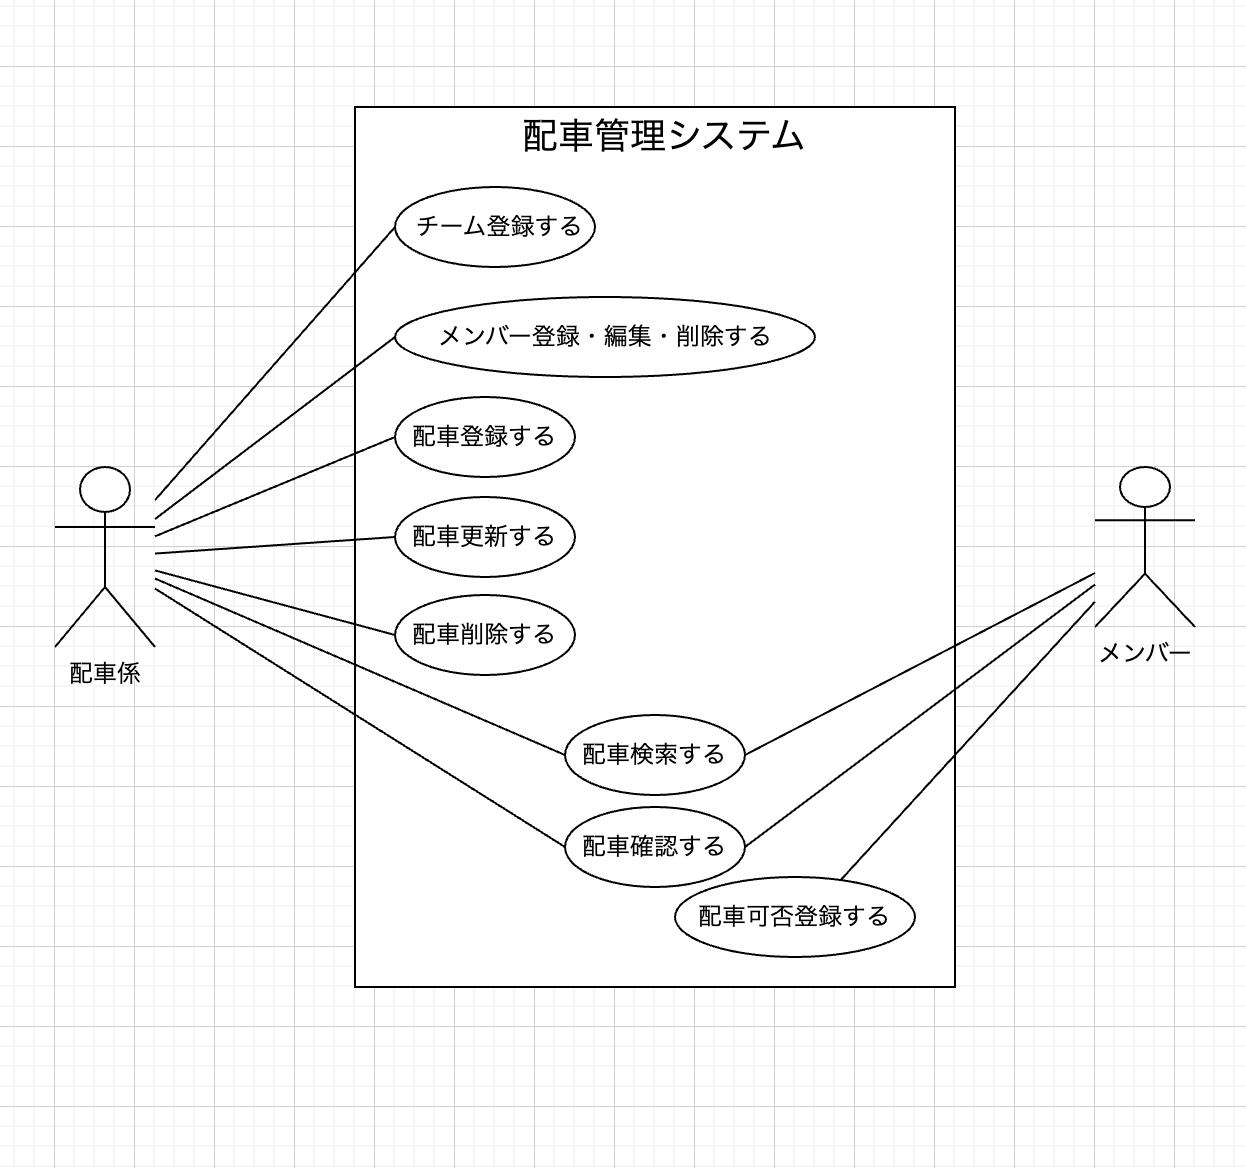 配車管理システム
チーム登録する
メンバー登録・編集・削除する
配車登録する
配車更新する
配車削除する
配車係
メンバー
配車検索する
配車確認する
配車可否登録する